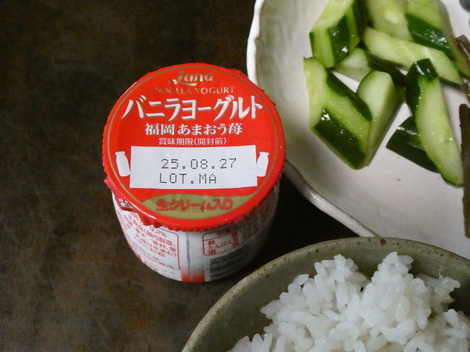 Luna
VANILLA YOGURT
バニラヨーグルト
福岡あまおう苺
賞味期限(開封前)
25.08.27
LOT.MA
生クリーム入り